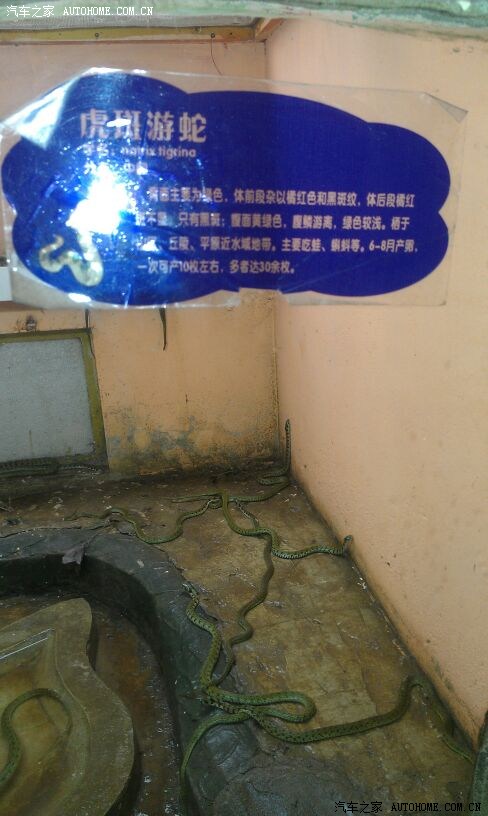 汽车之家 AUTOHOME.COM.CN
虎斑游蛇
tigrina
主要为绿色，体前段杂以橘红色和黑斑纹，体后段橘红
只有黑斑；腹面黄绿色，腹鳞游离，绿色较浅。栖于
丘陵、平原近水域地带。主要吃蛙、蝌蚪等。6-8月产卵，
一次可产10枚左右，多者达30余枚。
汽车之家 AUTOHOME.COM.CN